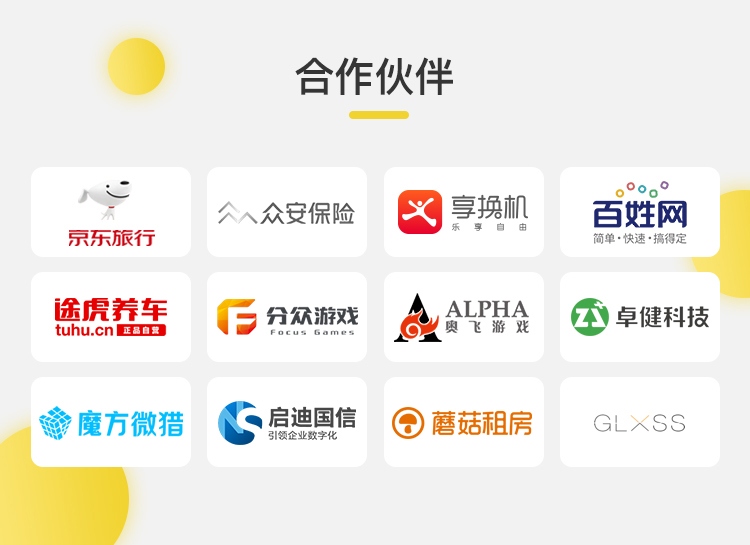 合作伙伴
京东旅行
众安保险
享换机
乐享自由
百姓网
简单·快速·搞得定
途虎养车
tuhu.cn 正品自营
分众游戏
Focus Games
ALPHA
奥飞游戏
卓健科技
魔方微猎
启迪国信
引领企业数字化
蘑菇租房
GLXSS